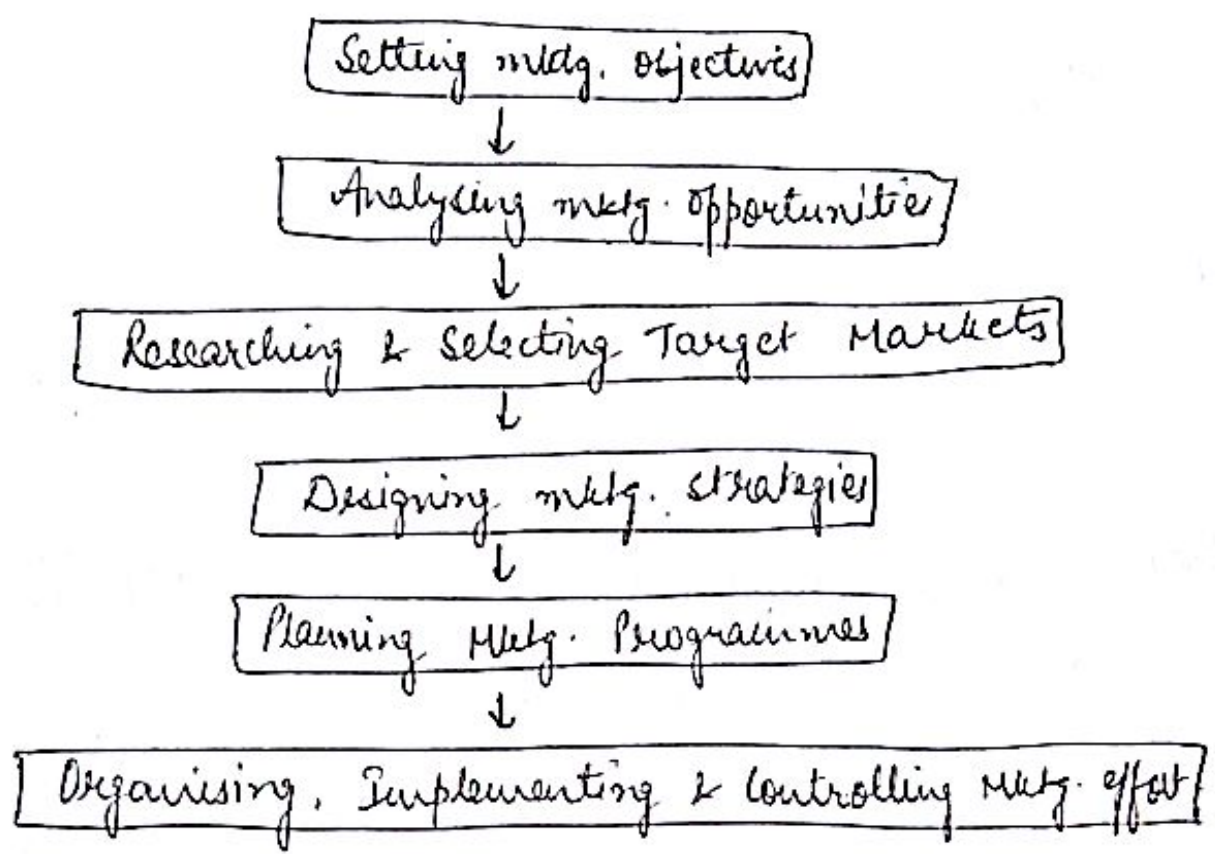 Setting mktg. objectives
Analysing mktg. opportunities
Researching & Selecting Target Markets
Designing mktg. strategies
Planning Mktg. Programmes
Organising, Implementing & Controlling Mktg. effort